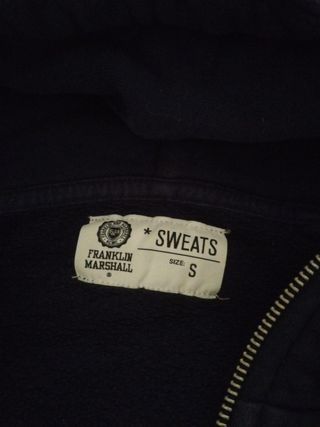 FRANKLIN
MARSHALL
®
* SWEATS
SIZE: S